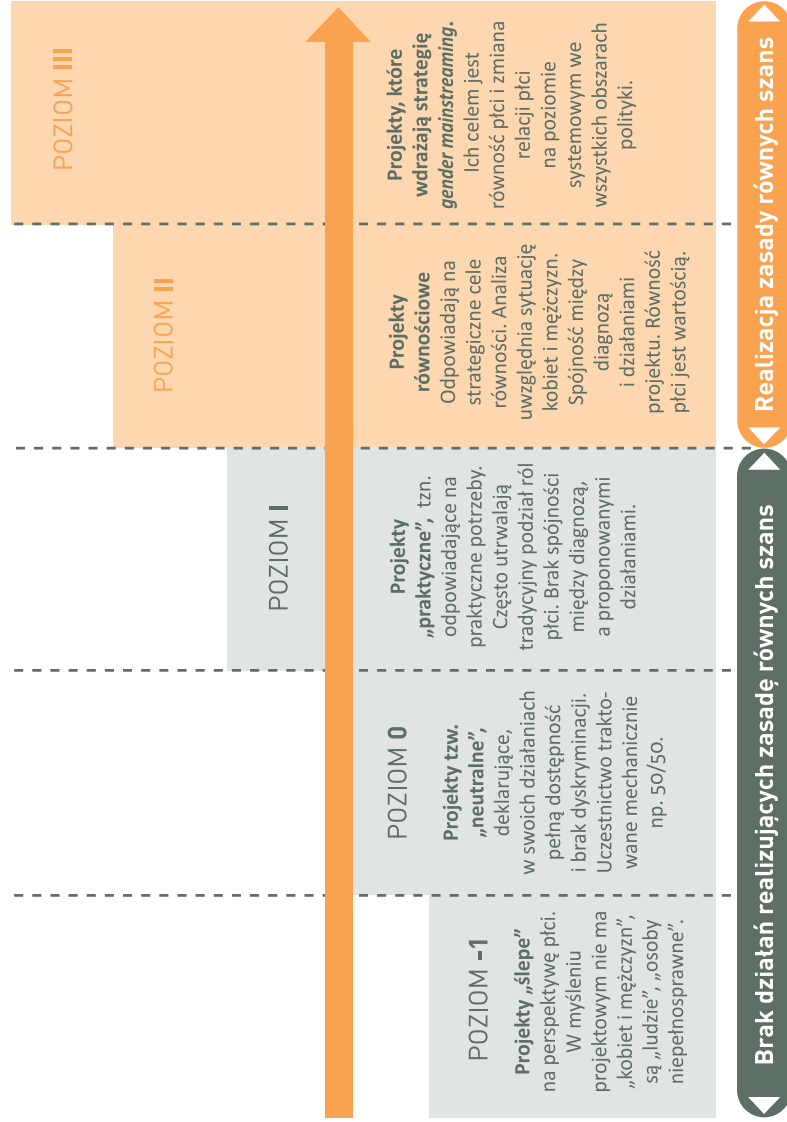 POZIOM -1
Projekty „ślepe”
na perspektywę płci.
W myśleniu
projektowym nie ma
„kobiet i mężczyzn”,
są „ludzie”, „osoby
niepełnosprawne”.
POZIOM 0
Projekty tzw.
„neutralne”,
deklarujące,
w swoich działaniach
pełną dostępność
i brak dyskryminacji.
Uczestnictwo trakto-
wane mechanicznie
np. 50/50.
POZIOM I
Projekty
„praktyczne”, tzn.
odpowiadające na
praktyczne potrzeby.
Często utrwalają
tradycyjny podział ról
płci. Brak spójności
między diagnozą,
a proponowanymi
działaniami.
POZIOM II
Projekty
równościowe
Odpowiadają na
strategiczne cele
równości. Analiza
uwzględnia sytuację
kobiet i mężczyzn.
Spójność między
diagnozą
i działaniami
projektu. Równość
płci jest wartością.
POZIOM III
Projekty, które
wdrażają strategię
gender mainstreaming.
Ich celem jest
równość płci i zmiana
relacji płci
na poziomie
systemowym we
wszystkich obszarach
polityki.
Brak działań realizujących zasadę równych szans
Realizacja zasady równych szans